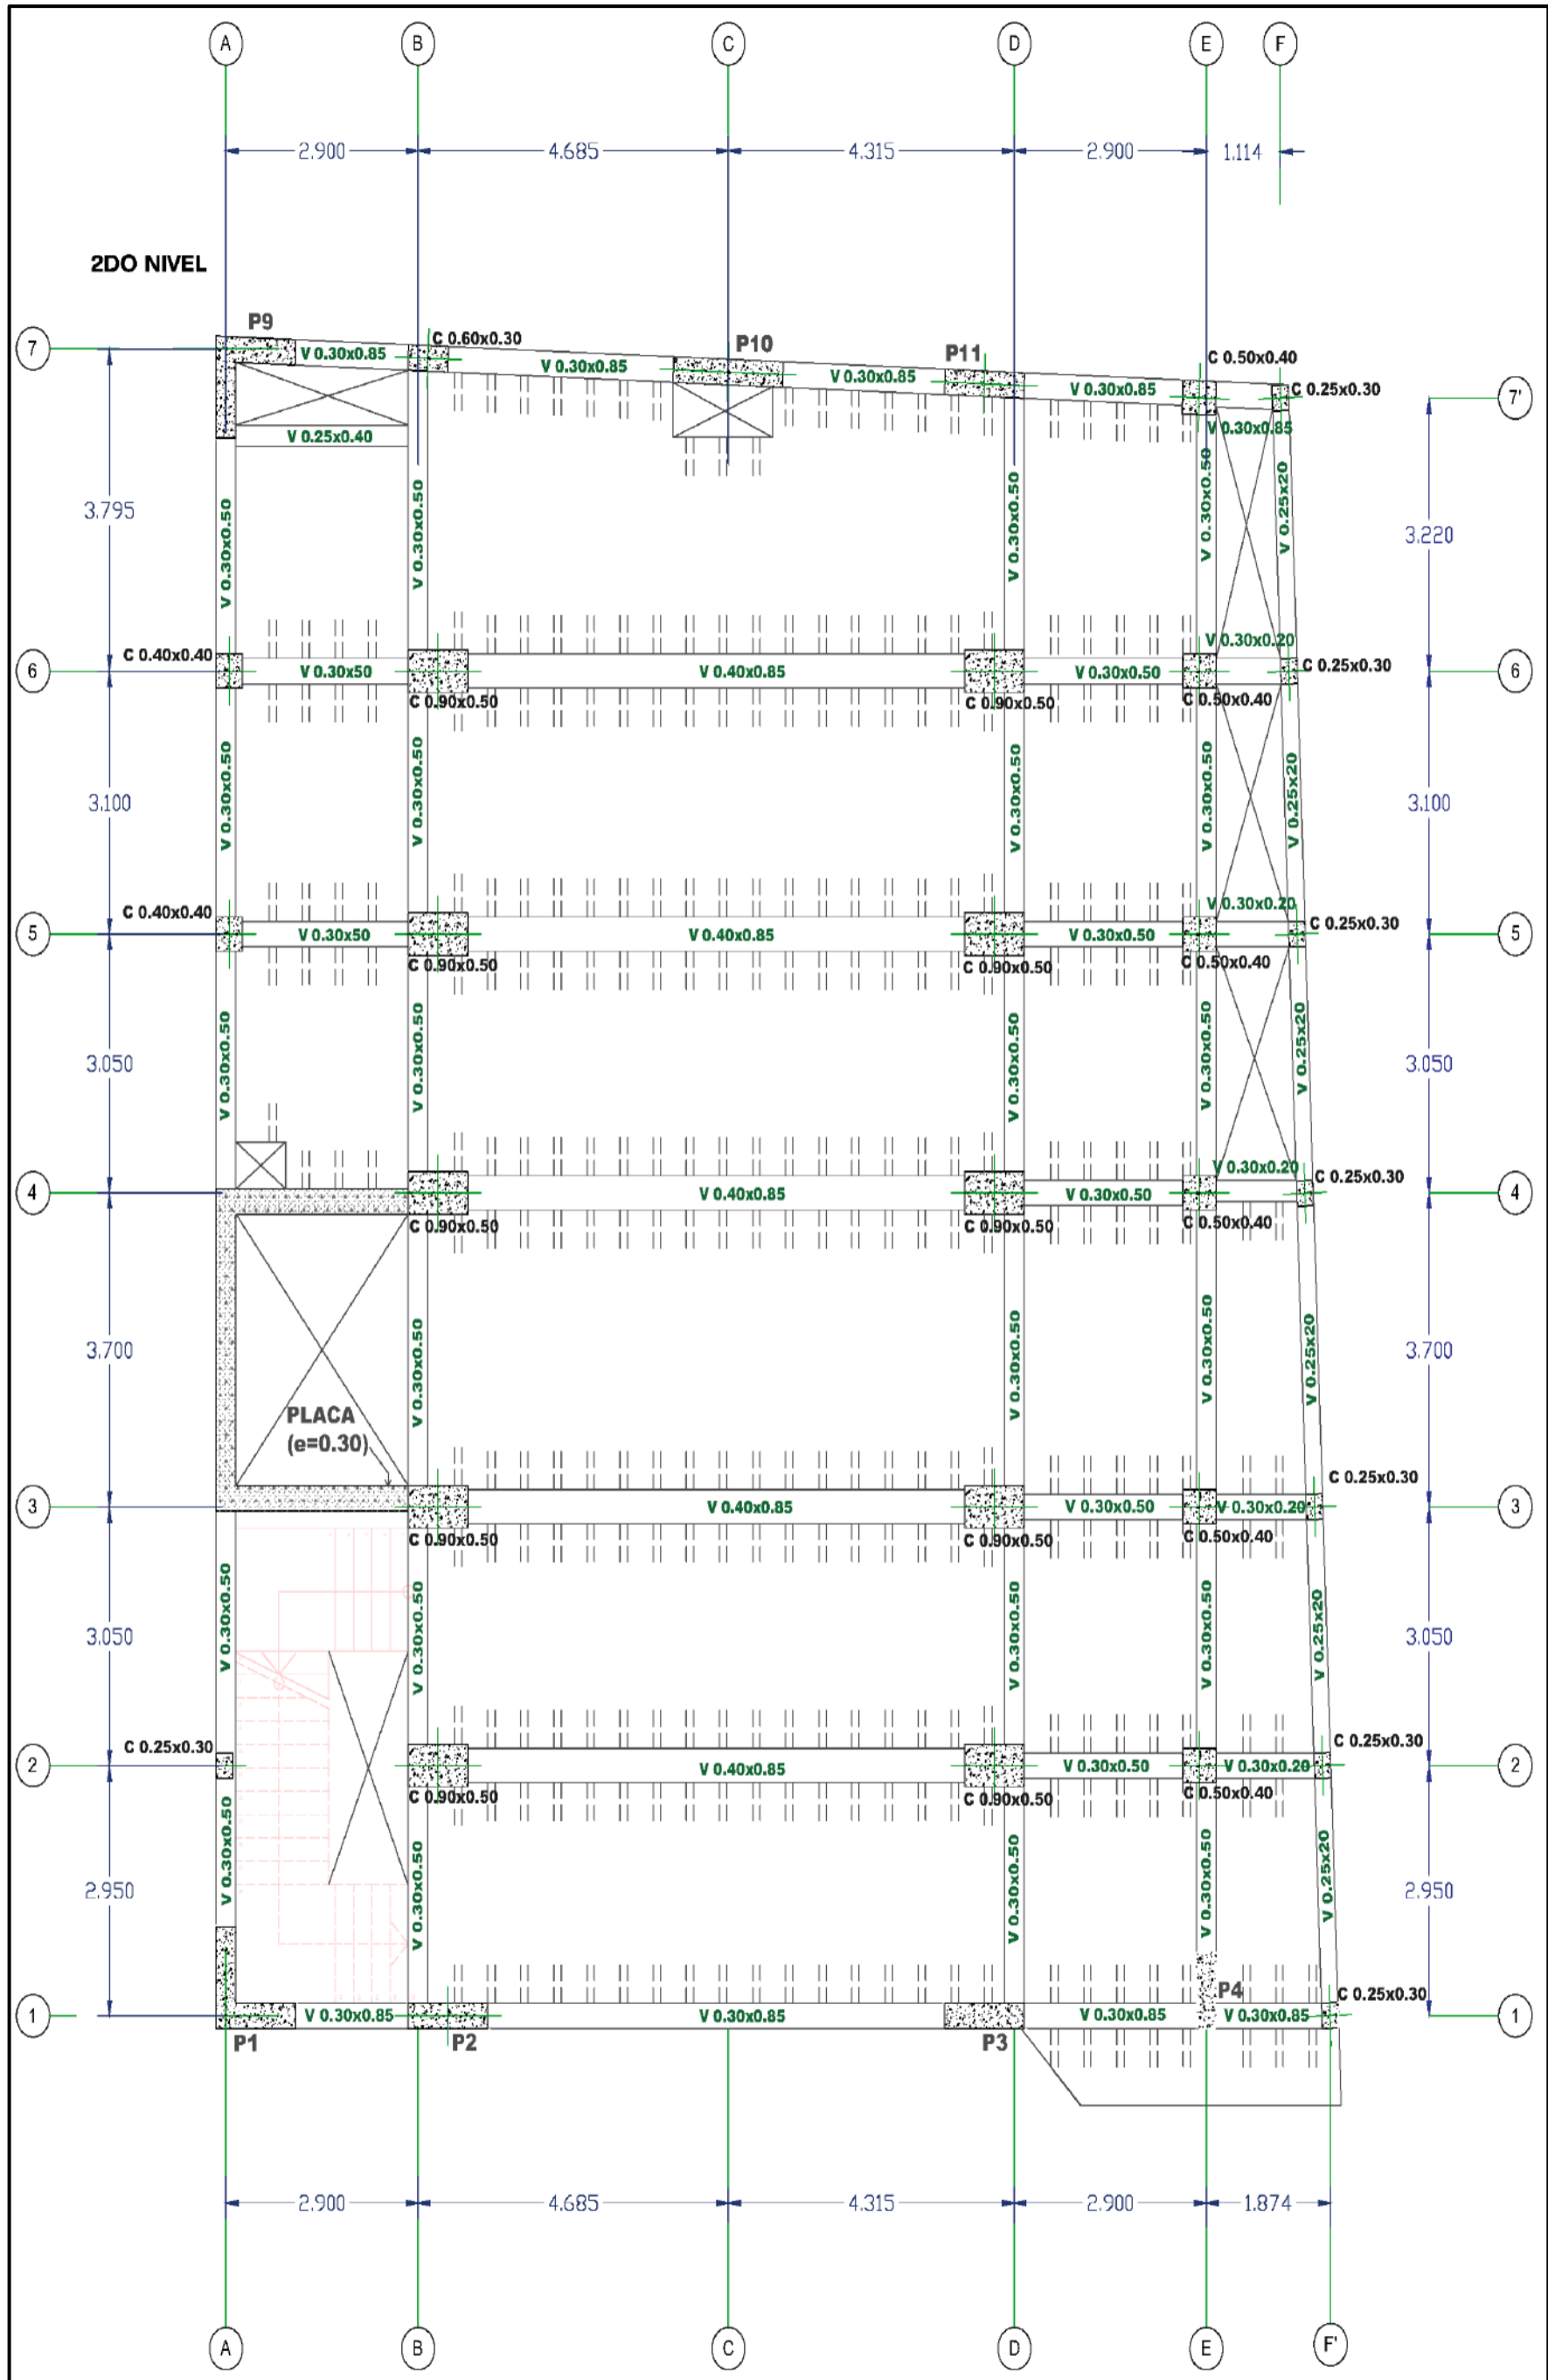 A B C D E F
2.900 4.685 4.315 2.900 1.114
2DO NIVEL
P9 C 0.60x0.30 P10 P11 C 0.50x0.40
7 V 0.30x0.85 V 0.30x0.85 V 0.30x0.85 V 0.30x0.85 C 0.25x0.30 7'
V 0.25x0.40 V 0.30x0.85
3.795 V 0.30x0.50 V 0.30x0.50 V 0.30x0.50 V 0.30x0.50 V 0.25x20 3.220
C 0.40x0.40 V 0.30x0.20
6 V 0.30x50 V 0.40x0.85 V 0.30x0.50 C 0.25x0.30 6
C 0.90x0.50 C 0.90x0.50 C 0.50x0.40
3.100 V 0.30x0.50 V 0.30x0.50 V 0.30x0.50 V 0.30x0.50 V 0.25x20 3.100
C 0.40x0.40 V 0.30x0.20 C 0.25x0.30
5 V 0.30x50 V 0.40x0.85 V 0.30x0.50 5
C 0.90x0.50 C 0.90x0.50 C 0.50x0.40
3.050 V 0.30x0.50 V 0.30x0.50 V 0.30x0.50 V 0.30x0.50 V 0.25x20 3.050
V 0.30x0.20 C 0.25x0.30
4 V 0.40x0.85 V 0.30x0.50 4
C 0.90x0.50 C 0.90x0.50 C 0.50x0.40
3.700 V 0.30x0.50 V 0.30x0.50 V 0.30x0.50 V 0.25x20 3.700
PLACA
(e=0.30)
C 0.25x0.30
3 V 0.40x0.85 V 0.30x0.50 V 0.30x0.20 3
C 0.90x0.50 C 0.90x0.50 C 0.50x0.40
3.050 V 0.30x0.50 V 0.30x0.50 V 0.30x0.50 V 0.30x0.50 V 0.25x20 3.050
C 0.25x0.30 C 0.25x0.30
2 V 0.40x0.85 V 0.30x0.50 V 0.30x0.20 2
C 0.90x0.50 C 0.90x0.50 C 0.50x0.40
2.950 V 0.30x0.50 V 0.30x0.50 V 0.30x0.50 V 0.30x0.50 V 0.25x20 2.950
P4 C 0.25x0.30
1 V 0.30x0.85 V 0.30x0.85 V 0.30x0.85 V 0.30x0.85 1
P1 P2 P3
2.900 4.685 4.315 2.900 1.874
A B C D E F'